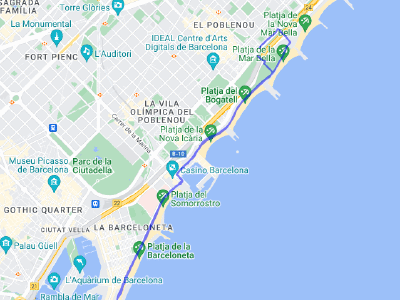 SAGRADA
FAMÍLIA
Torre Glòries
La Monumental
EL POBLENOU
Platja de
la Nova
Mar Bella
24
IDEAL Centre d'Arts
Digitals de Barcelona
Platja de la
Mar Bella
L'Auditori
FORT PIENC
Platja del
Bogatell
LA VILA
OLÍMPICA DEL
POBLENOU
Carrer de la Marina
Platja de la
Nova Icària
B-10
Museu Picasso
de Barcelona
Parc de la
Ciutadella
Casino Barcelona
GOTHIC QUARTER
22
Platja del
Somorrostro
CIUTAT VELLA
LA BARCELONETA
Palau Güell
Platja de la
Barceloneta
L'Aquàrium de Barcelona
21
Rambla de Mar